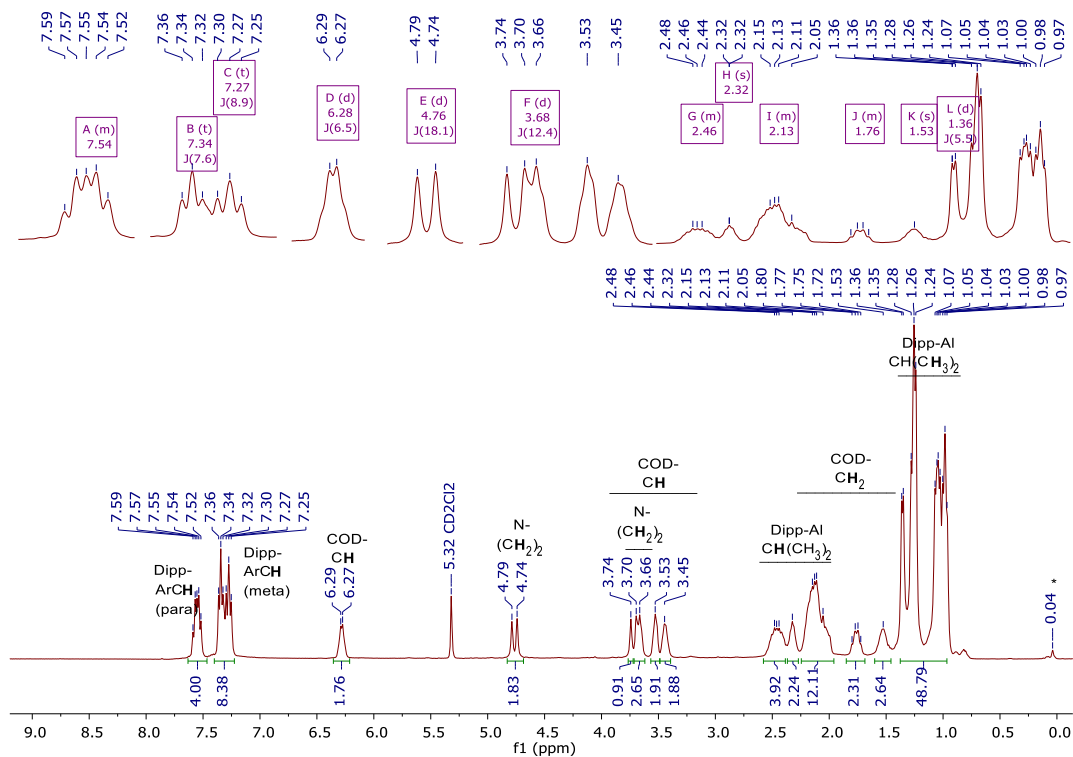 7.59 7.57 7.55 7.54 7.52 7.36 7.34 7.32 7.30 7.27 7.25 6.29 6.27 4.79 4.74 3.74 3.70 3.66 3.53 3.45 2.48 2.46 2.44 2.32 2.32 2.15 2.13 2.11 2.05 1.36 1.36 1.35 1.28 1.26 1.24 1.07 1.05 1.04 1.03 1.00 0.98 0.97
A (m)
7.54
B (t)
7.34
J(7.6)
C (t)
7.27
J(8.9)
D (d)
6.28
J(6.5)
E (d)
4.76
J(18.1)
F (d)
3.68
J(12.4)
G (m)
2.46
H (s)
2.32
I (m)
2.13
J (m)
1.76
K (s)
1.53
L (d)
1.36
J(5.5)
2.48 2.46 2.44 2.32 2.15 2.13 2.11 2.05 1.80 1.77 1.75 1.72 1.53 1.36 1.35 1.28 1.26 1.24 1.07 1.05 1.04 1.03 1.00 0.98 0.97
Dipp-Al
CH(CH3)2
COD-
CH
COD-
CH2
7.59 7.57 7.55 7.54 7.52 7.36 7.34 7.32 7.30 7.27 7.25
Dipp-
ArCH
(para)
Dipp-
ArCH
(meta)
COD-
CH
6.29 6.27
5.32 CD2Cl2
N-
(CH2)2
4.79 4.74
N-
(CH2)2
3.74 3.70 3.66 3.53 3.45
Dipp-Al
CH(CH3)2
*
0.04
4.00 8.38 1.76 1.83 0.91 2.65 1.91 1.88 3.92 2.24 12.11 2.31 2.64 48.79
9.0 8.5 8.0 7.5 7.0 6.5 6.0 5.5 5.0 4.5 4.0 3.5 3.0 2.5 2.0 1.5 1.0 0.5 0.0
f1 (ppm)